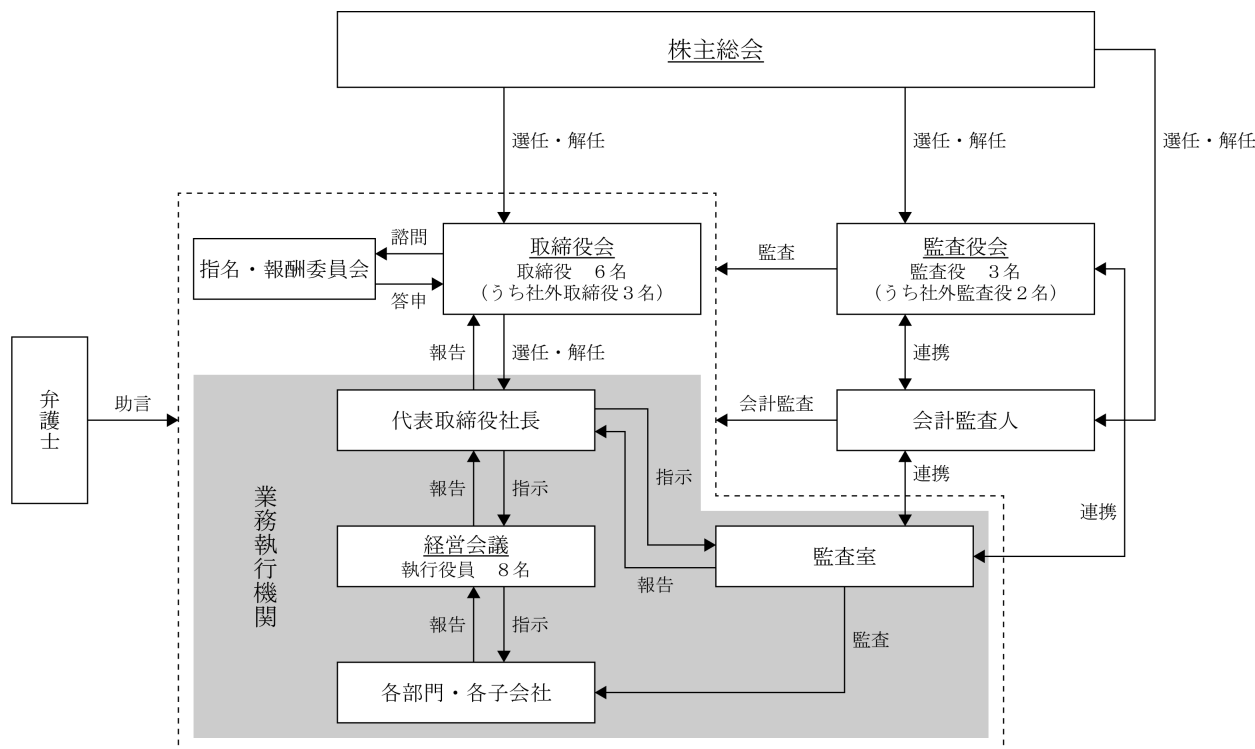 株主総会
選任・解任
選任・解任
選任・解任
指名・報酬委員会
諮問
答申
取締役会
取締役　６名
（うち社外取締役３名）
監査
監査役会
監査役　３名
（うち社外監査役２名）
報告
選任・解任
連携
弁護士
助言
代表取締役社長
会計監査
会計監査人
業務執行機関
報告
指示
指示
連携
連携
経営会議
執行役員　８名
報告
監査室
報告
指示
監査
各部門・各子会社